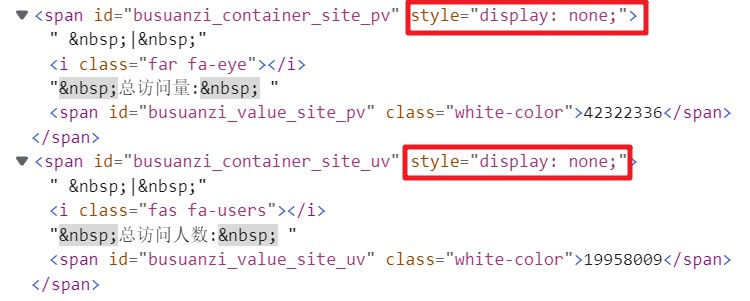 <span id="busuanzi_container_site_pv" style="display: none;">
" &nbsp;|&nbsp;"
<i class="far fa-eye"></i>
"&nbsp;总访问量:&nbsp; "
<span id="busuanzi_value_site_pv" class="white-color">42322336</span>
</span>
<span id="busuanzi_container_site_uv" style="display: none;">
" &nbsp;|&nbsp;"
<i class="fas fa-users"></i>
"&nbsp;总访问人数:&nbsp; "
<span id="busuanzi_value_site_uv" class="white-color">19958009</span>
</span>